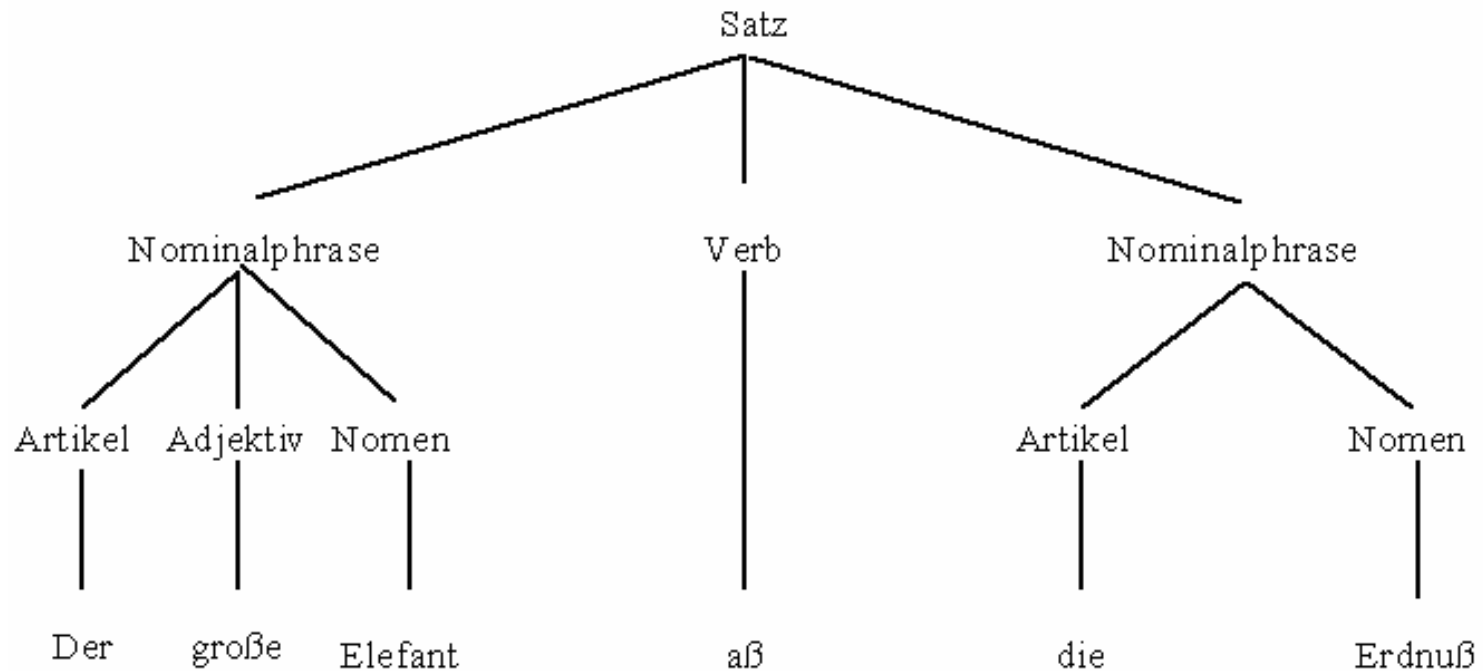 Satz
Nominalphrase Verb Nominalphrase
Artikel Adjektiv Nomen Artikel Nomen
Der große Elefant aß die Erdnuß